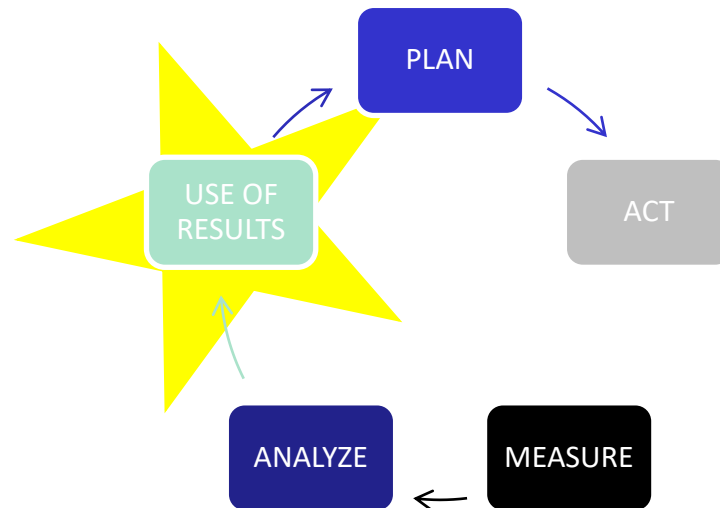 PLAN
USE OF
RESULTS
ACT
ANALYZE
MEASURE